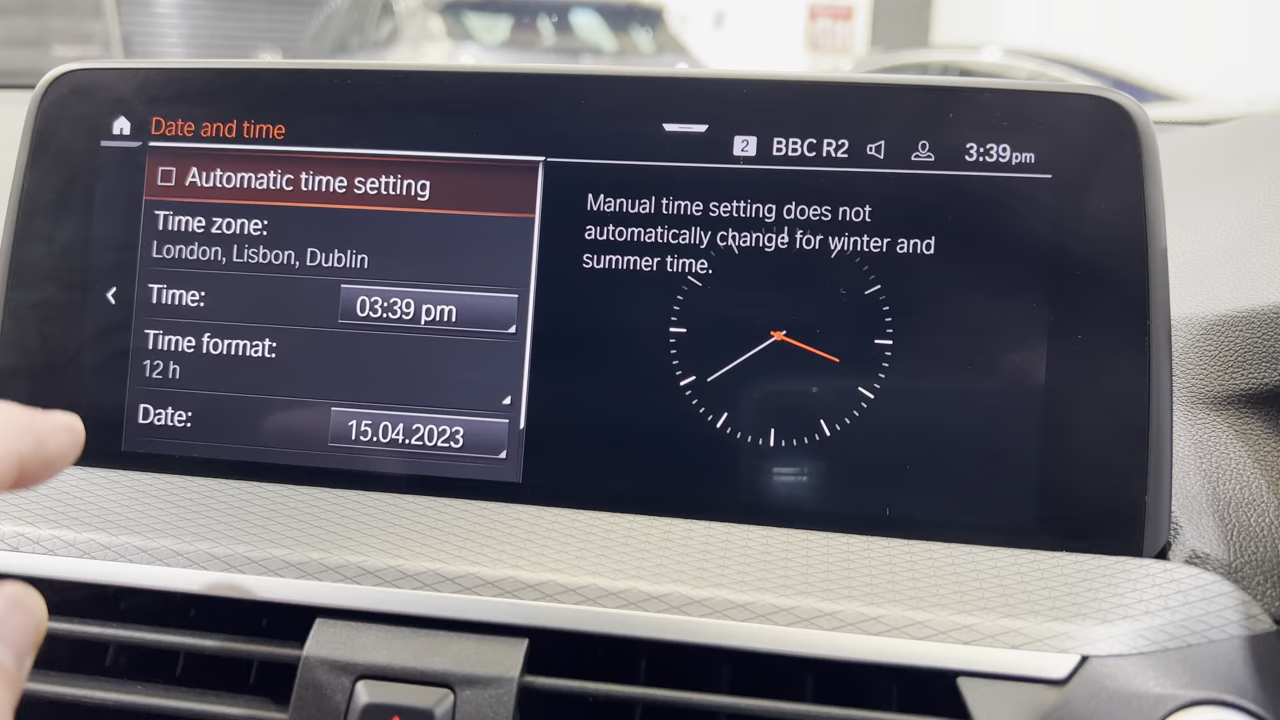 Date and time
2 BBC R2 3:39pm
Automatic time setting
Time zone:
London, Lisbon, Dublin
Time: 03:39 pm
Time format:
12 h
Date: 15.04.2023
Manual time setting does not
automatically change for winter and
summer time.